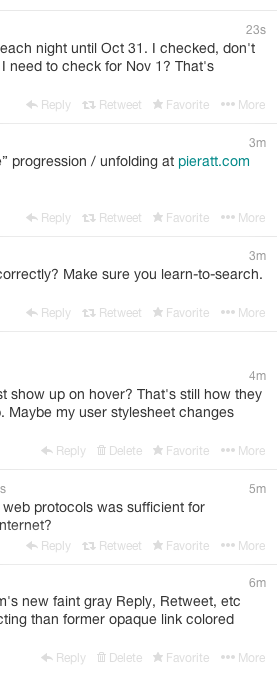 23s
each night until Oct 31. I checked, don't
I need to check for Nov 1? That's
Reply Retweet Favorite More
3m
" progression / unfolding at pieratt.com
Reply Retweet Favorite More
3m
correctly? Make sure you learn-to-search.
Reply Retweet Favorite More
4m
st show up on hover? That's still how they
. Maybe my user stylesheet changes
Reply Delete Favorite More
s 5m
web protocols was sufficient for
nternet?
Reply Retweet Favorite More
6m
m's new faint gray Reply, Retweet, etc
cting than former opaque link colored
Reply Delete Favorite More